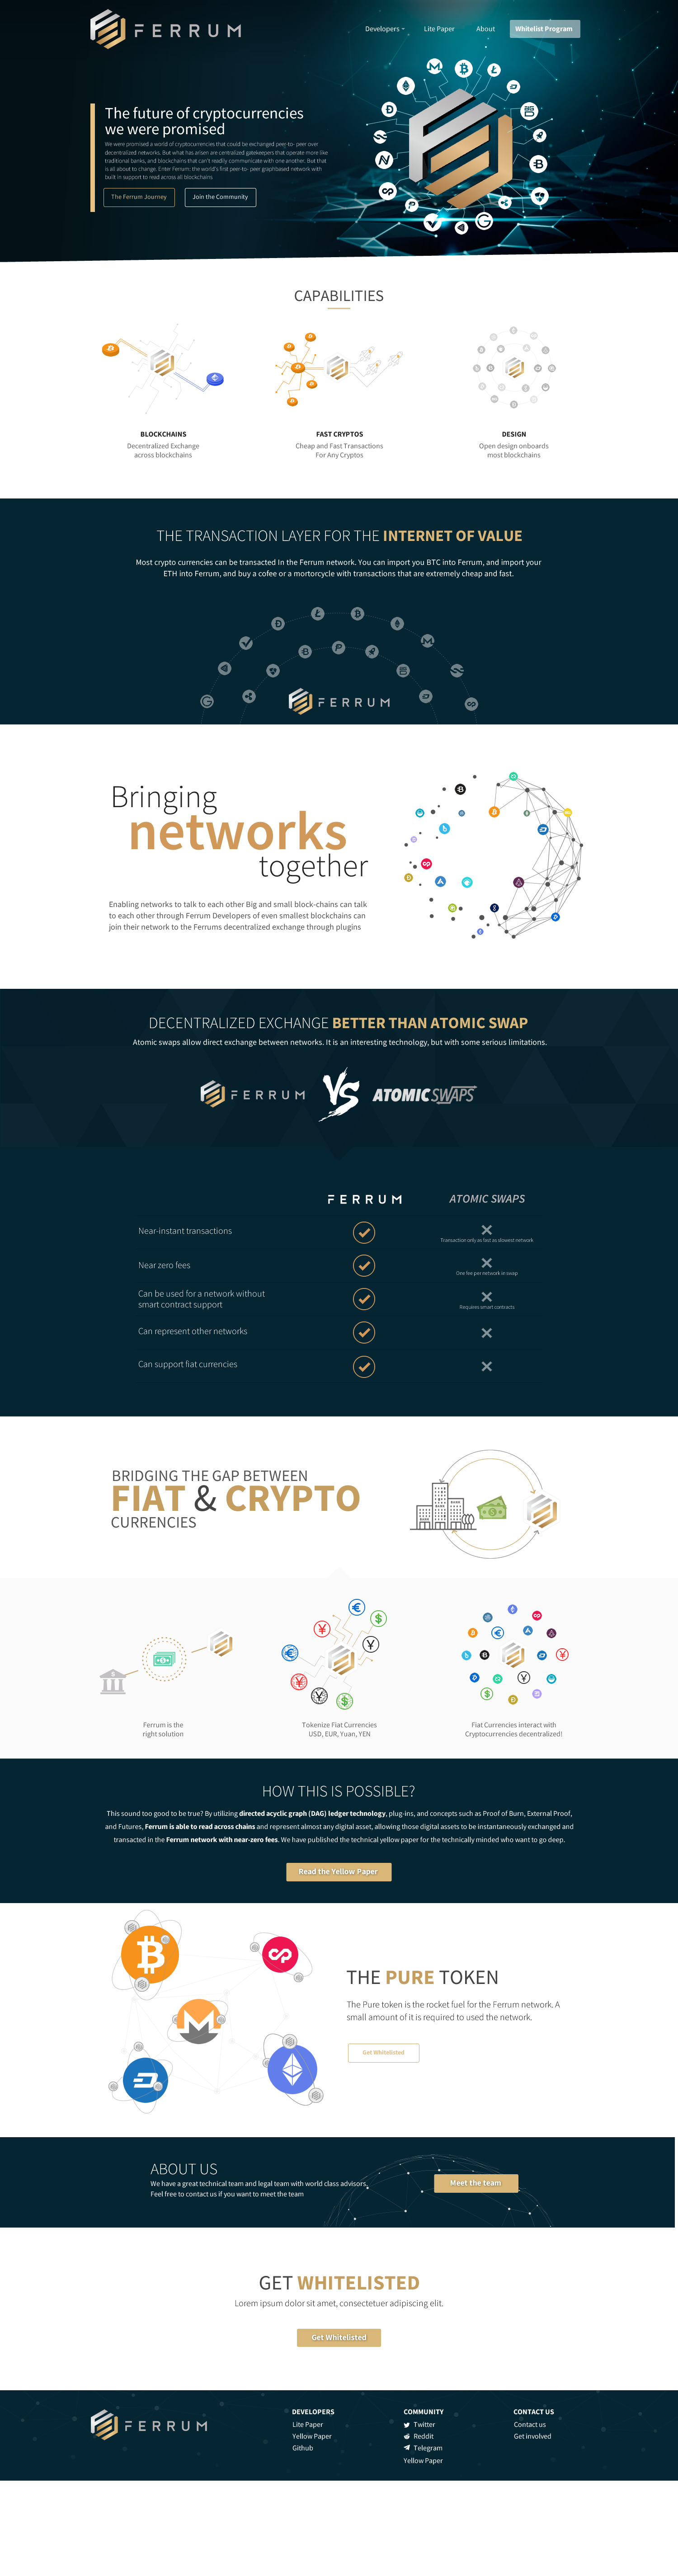 FERRUM
Developers
Lite Paper
About
Whitelist Program
The future of cryptocurrencies
we were promised
We were promised a world of cryptocurrencies that could be exchanged peer-to- peer over
decentralized networks. But what has arisen are centralized gatekeepers that operate more like
traditional banks, and blockchains that can't readily communicate with one another. But that
is all about to change. Enter Ferrum: the world's first peer-to- peer graphbased network with
built in support to read across all blockchains
The Ferrum Journey
Join the Community
CAPABILITIES
BLOCKCHAINS
Decentralized Exchange
across blockchains
FAST CRYPTOS
Cheap and Fast Transactions
For Any Cryptos
DESIGN
Open design onboards
most blockchains
THE TRANSACTION LAYER FOR THE INTERNET OF VALUE
Most crypto currencies can be transacted In the Ferrum network. You can import you BTC into Ferrum, and import your
ETH into Ferrum, and buy a cofee or a mortorcycle with transactions that are extremely cheap and fast.
FERRUM
Bringing
networks
together
Enabling networks to talk to each other Big and small block-chains can talk
to each other through Ferrum Developers of even smallest blockchains can
join their network to the Ferrums decentralized exchange through plugins
DECENTRALIZED EXCHANGE BETTER THAN ATOMIC SWAP
Atomic swaps allow direct exchange between networks. It is an interesting technology, but with some serious limitations.
FERRUM
VS
ATOMIC SWAPS
FERRUM
ATOMIC SWAPS
Near-instant transactions
Transaction only as fast as slowest network
Near zero fees
One fee per network in swap
Can be used for a network without
smart contract support
Requires smart contracts
Can represent other networks
Can support fiat currencies
BRIDGING THE GAP BETWEEN
FIAT & CRYPTO
CURRENCIES
Ferrum is the
right solution
Tokenize Fiat Currencies
USD, EUR, Yuan, YEN
Fiat Currencies interact with
Cryptocurrencies decentralized!
HOW THIS IS POSSIBLE?
This sound too good to be true? By utilizing directed acyclic graph (DAG) ledger technology, plug-ins, and concepts such as Proof of Burn, External Proof,
and Futures, Ferrum is able to read across chains and represent almost any digital asset, allowing those digital assets to be instantaneously exchanged and
transacted in the Ferrum network with near-zero fees. We have published the technical yellow paper for the technically minded who want to go deep.
Read the Yellow Paper
THE PURE TOKEN
The Pure token is the rocket fuel for the Ferrum network. A
small amount of it is required to used the network.
Get Whitelisted
ABOUT US
We have a great technical team and legal team with world class advisors.
Feel free to contact us if you want to meet the team
Meet the team
GET WHITELISTED
Lorem ipsum dolor sit amet, consectetuer adipiscing elit.
Get Whitelisted
FERRUM
DEVELOPERS
Lite Paper
Yellow Paper
Github
COMMUNITY
Twitter
Reddit
Telegram
Yellow Paper
CONTACT US
Contact us
Get involved